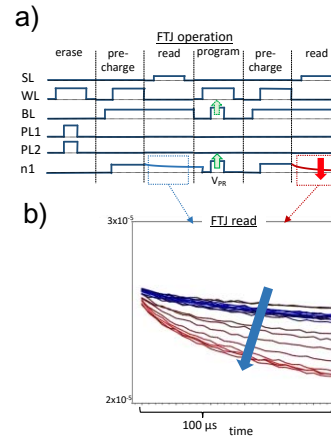 a)
FTJ operation
erase pre-charge read program pre-charge read
SL
WL
BL
PL1
PL2
n1
V_PR
b)
FTJ read
3x10⁻⁵
2x10⁻⁵
100 µs time